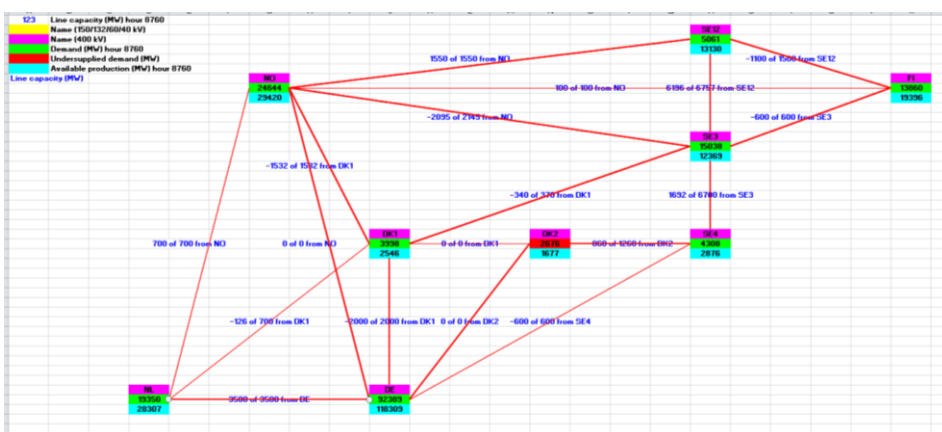 123 Line capacity (MW) hour 8760
Name (150/132/60/40 kV)
Name (400 kV)
Demand (MW) hour 8760
Undersupplied demand (MW)
Available production (MW) hour 8760
Line capacity (MW)
SE12
5061
13130
1550 of 1550 from NO
-1100 of 1500 from SE12
NO
24644
29420
100 of 100 from NO
6196 of 6757 from SE12
FI
13860
19396
-2095 of 2145 from NO
-600 of 600 from SE3
SE3
15038
12369
-1532 of 1532 from DK1
-340 of 370 from DK1
1692 of 6700 from SE3
700 of 700 from NO
0 of 0 from NO
DK1
3998
2546
0 of 0 from DK1
DK2
2616
1677
860 of 1260 from DK2
SE4
4308
2876
-126 of 700 from DK1
-2000 of 2000 from DK1
0 of 0 from DK2
-600 of 600 from SE4
NL
19350
28307
3500 of 3500 from DE
DE
92389
118309